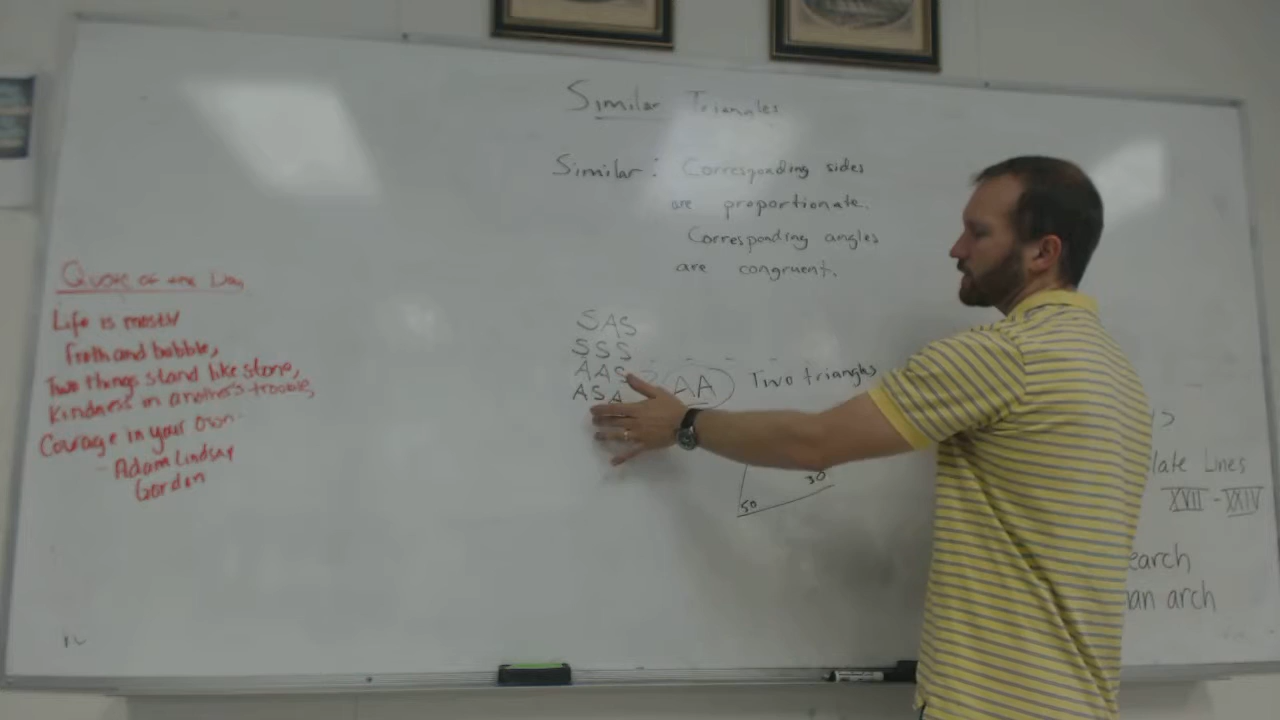 Similar Triangles
Similar: Corresponding sides
are proportionate.
Corresponding angles
are congruent.
SAS
SSS
AAS
ASA
AA Two triangles
50
30
Quote of the Day
Life is mostly
froth and bubble,
Two things stand like stone,
Kindness in another's trouble,
Courage in your own.
- Adam Lindsay
Gordon
late Lines
XVII - XXIV
earch
an arch